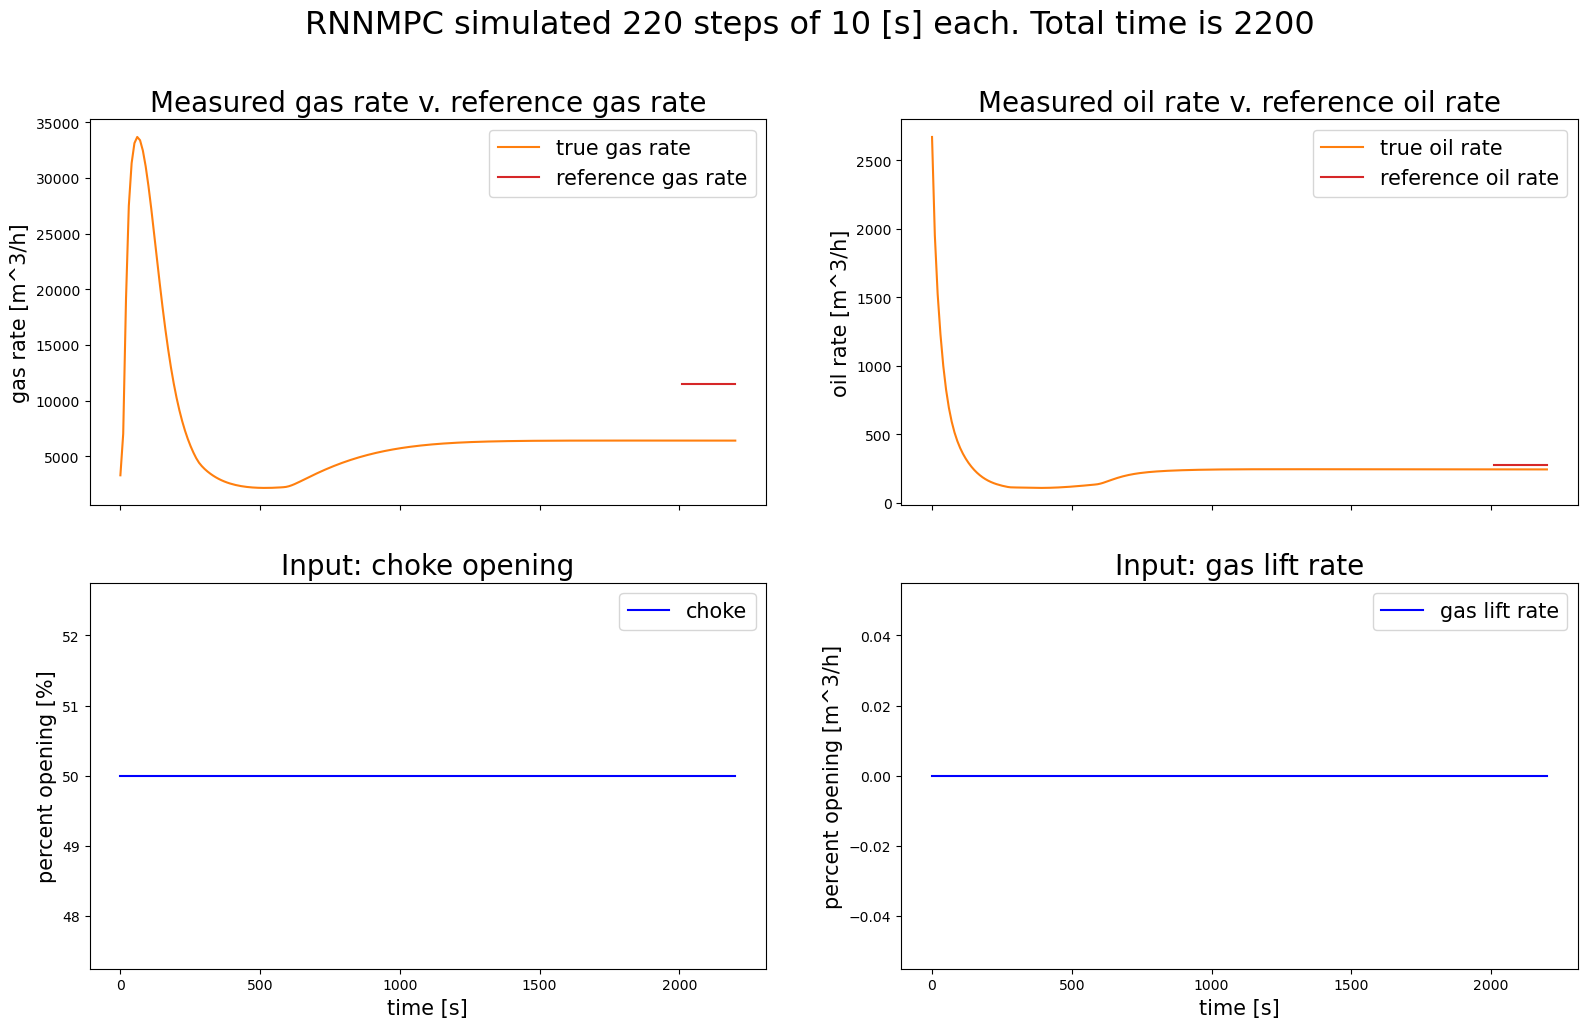 RNNMPC simulated 220 steps of 10 [s] each. Total time is 2200
Measured gas rate v. reference gas rate
35000
30000
25000
20000
15000
10000
5000
gas rate [m^3/h]
true gas rate
reference gas rate
Measured oil rate v. reference oil rate
2500
2000
1500
1000
500
0
oil rate [m^3/h]
true oil rate
reference oil rate
Input: choke opening
52
51
50
49
48
percent opening [%]
choke
0
500
1000
1500
2000
time [s]
Input: gas lift rate
0.04
0.02
0.00
−0.02
−0.04
percent opening [m^3/h]
gas lift rate
0
500
1000
1500
2000
time [s]